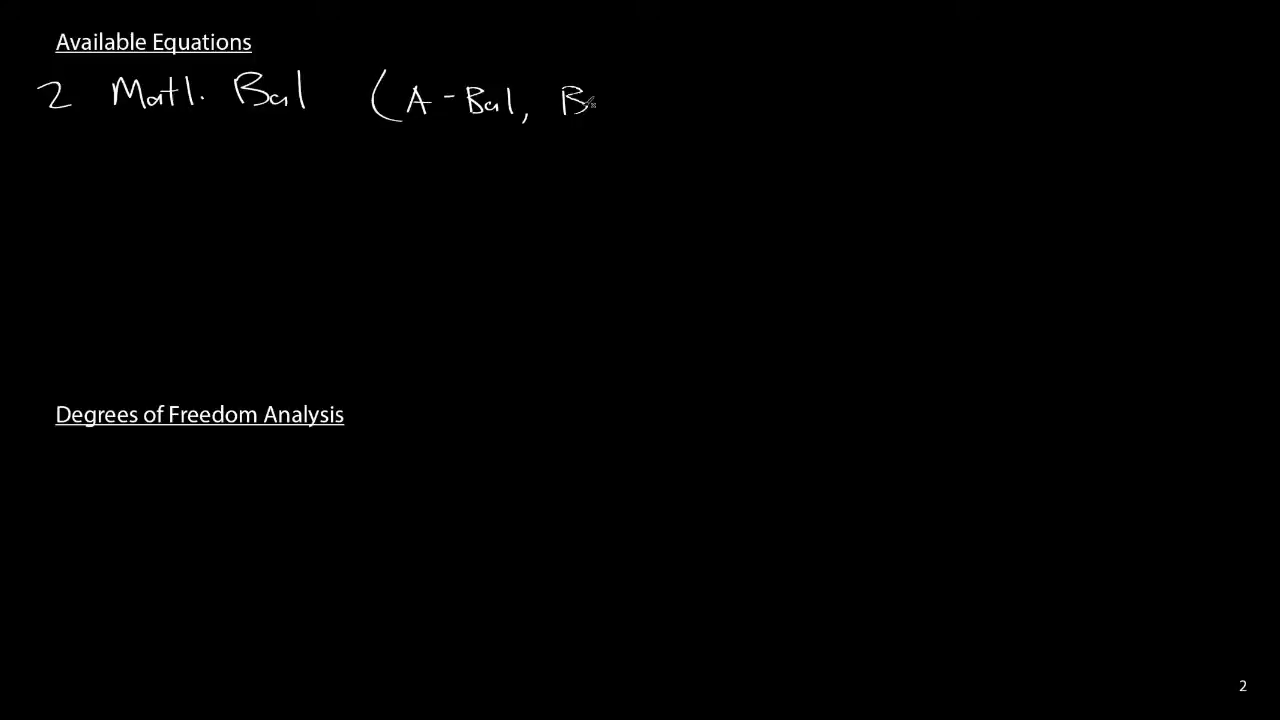 Available Equations
2 Matl. Bal (A-Bal, B-
Degrees of Freedom Analysis
2